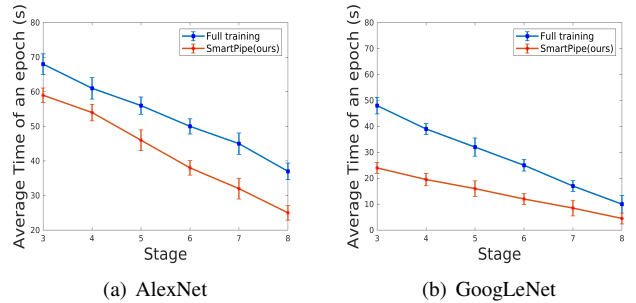 Average Time of an epoch (s)
80
70
60
50
40
30
20
3
4
5
6
7
8
Stage
Full training
SmartPipe(ours)
(a) AlexNet
Average Time of an epoch (s)
80
70
60
50
40
30
20
10
0
3
4
5
6
7
8
Stage
Full training
SmartPipe(ours)
(b) GoogLeNet